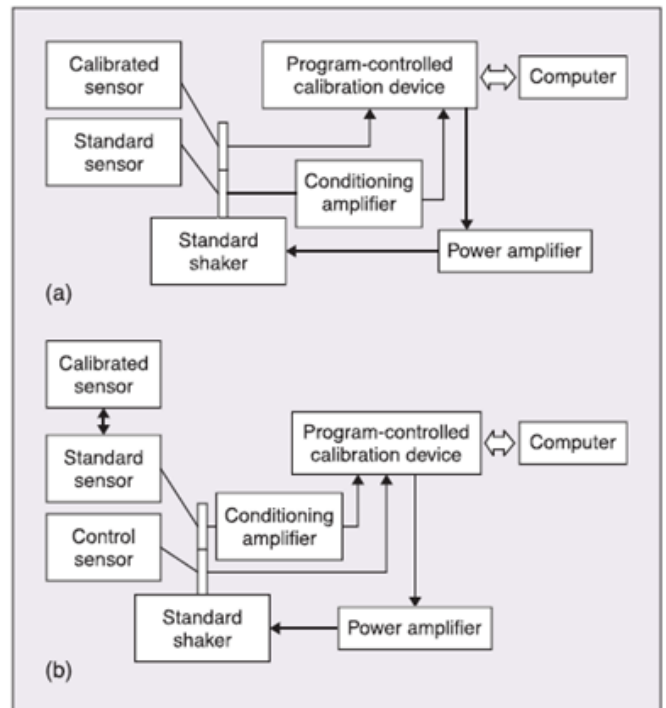 Calibrated
sensor
Program-controlled
calibration device
Computer
Standard
sensor
Conditioning
amplifier
Standard
shaker
Power amplifier
(a)
Calibrated
sensor
Program-controlled
calibration device
Computer
Standard
sensor
Conditioning
amplifier
Control
sensor
Standard
shaker
Power amplifier
(b)